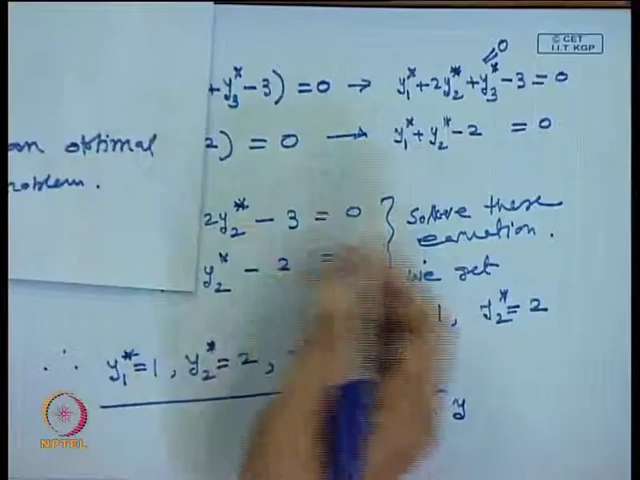 © CET
I.I.T. KGP
0
+y₃* - 3) = 0 → y₁* + 2y₂* + y₃* - 3 = 0
2) = 0 → y₁* + y₂* - 2 = 0
an optimal
roblem.
2y₂* - 3 = 0 } Solve these
equation.
y₂* - 2 = we get
1, y₂* = 2
∴ y₁* = 1, y₂* = 2,
y
NPTEL